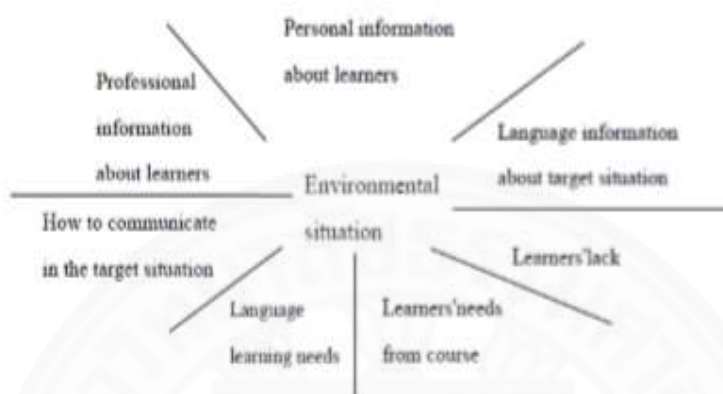 Personal information
about learners
Professional
information
about learners
Language information
about target situation
Environmental
situation
How to communicate
in the target situation
Learners'lack
Language
learning needs
Learners'needs
from course